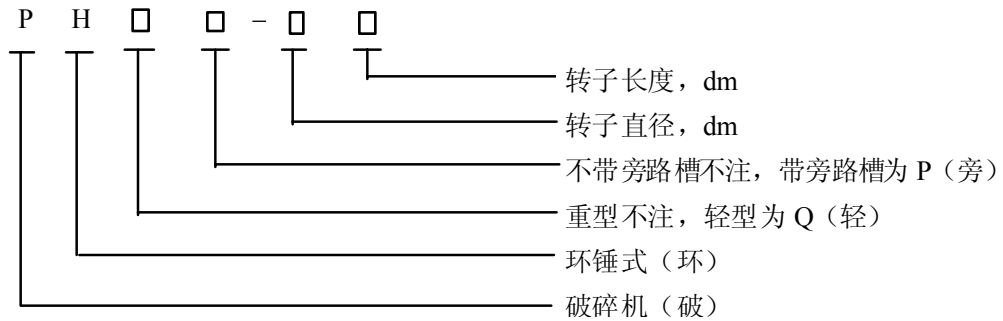 P H □ □ - □ □
转子长度，dm
转子直径，dm
不带旁路槽不注，带旁路槽为 P（旁）
重型不注，轻型为 Q（轻）
环锤式（环）
破碎机（破）